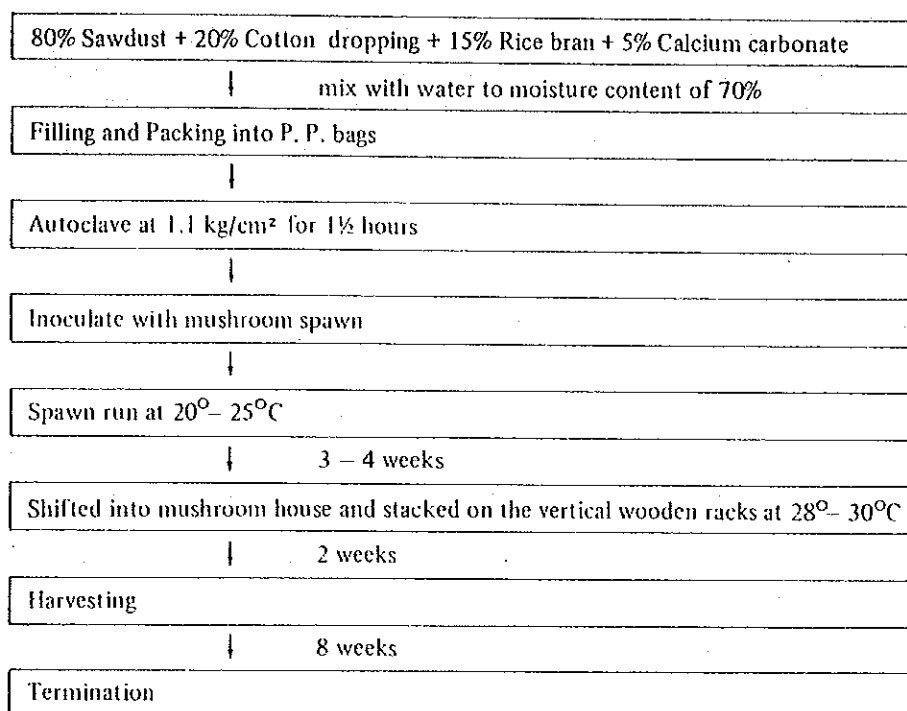 80% Sawdust + 20% Cotton dropping + 15% Rice bran + 5% Calcium carbonate
mix with water to moisture content of 70%
Filling and Packing into P. P. bags
Autoclave at 1.1 kg/cm² for 1½ hours
Inoculate with mushroom spawn
Spawn run at 20°– 25°C
3 – 4 weeks
Shifted into mushroom house and stacked on the vertical wooden racks at 28°– 30°C
2 weeks
Harvesting
8 weeks
Termination